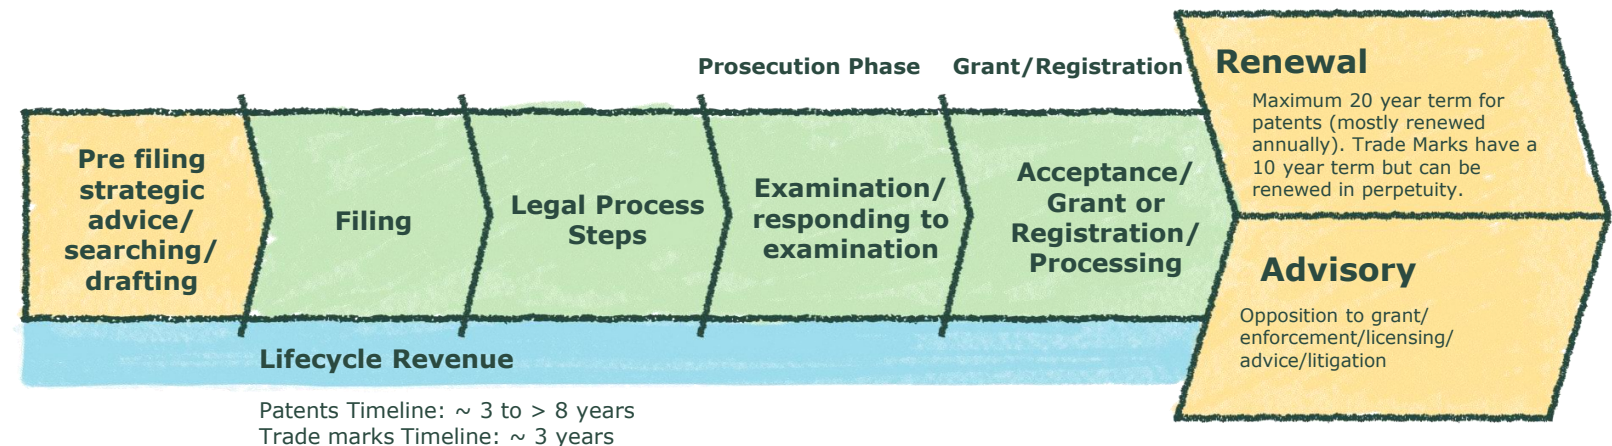 Prosecution Phase
Grant/Registration
Pre filing
strategic
advice/
searching/
drafting
Filing
Legal Process
Steps
Examination/
responding to
examination
Acceptance/
Grant or
Registration/
Processing
Renewal
Maximum 20 year term for
patents (mostly renewed
annually). Trade Marks have a
10 year term but can be
renewed in perpetuity.
Advisory
Opposition to grant/
enforcement/licensing/
advice/litigation
Lifecycle Revenue
Patents Timeline: ~ 3 to > 8 years
Trade marks Timeline: ~ 3 years